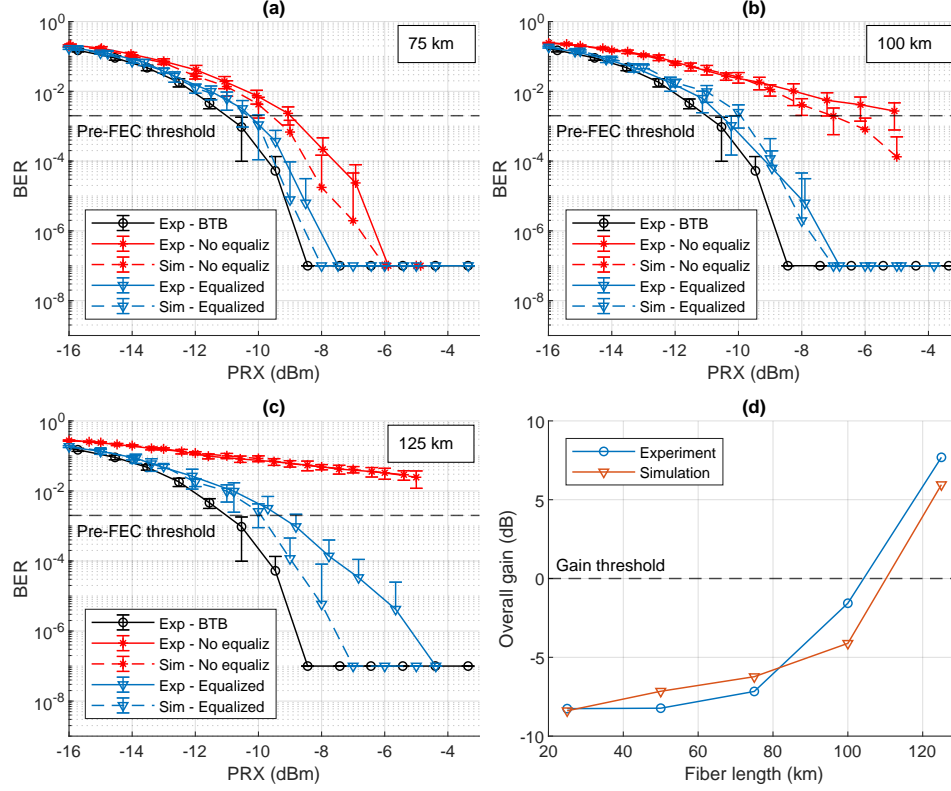 (a)
75 km
10^0
10^-2
10^-4
10^-6
10^-8
BER
Pre-FEC threshold
Exp - BTB
Exp - No equaliz
Sim - No equaliz
Exp - Equalized
Sim - Equalized
-16 -14 -12 -10 -8 -6 -4
PRX (dBm)
(b)
100 km
10^0
10^-2
10^-4
10^-6
10^-8
BER
Pre-FEC threshold
Exp - BTB
Exp - No equaliz
Sim - No equaliz
Exp - Equalized
Sim - Equalized
-16 -14 -12 -10 -8 -6 -4
PRX (dBm)
(c)
125 km
10^0
10^-2
10^-4
10^-6
10^-8
BER
Pre-FEC threshold
Exp - BTB
Exp - No equaliz
Sim - No equaliz
Exp - Equalized
Sim - Equalized
-16 -14 -12 -10 -8 -6 -4
PRX (dBm)
(d)
10
5
0
-5
-10
Overall gain (dB)
Experiment
Simulation
Gain threshold
20 40 60 80 100 120
Fiber length (km)